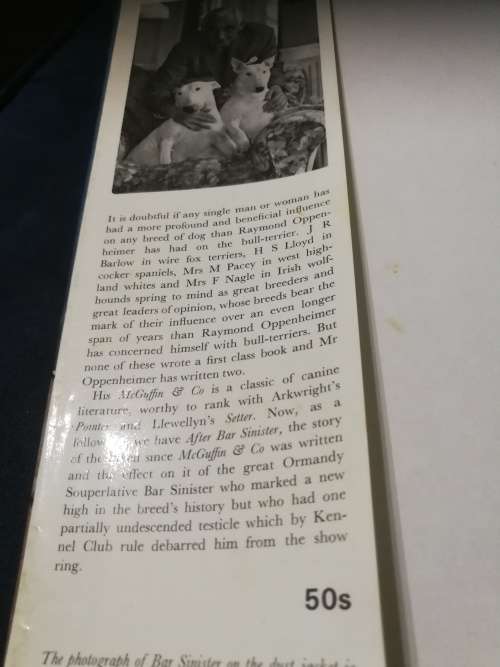 It is doubtful if any single man or woman has
had a more profound and beneficial influence
on any breed of dog than Raymond Oppen-
heimer has had on the bull-terrier. J R
Barlow in wire fox terriers, H S Lloyd in
cocker spaniels, Mrs M Pacey in west high-
land whites and Mrs F Nagle in Irish wolf-
hounds spring to mind as great breeders and
great leaders of opinion, whose breeds bear the
mark of their influence over an even longer
span of years than Raymond Oppenheimer
has concerned himself with bull-terriers. But
none of these wrote a first class book and Mr
Oppenheimer has written two.
His McGuffin & Co is a classic of canine
literature, worthy to rank with Arkwright's
Pointer and Llewellyn's Setter. Now, as a
follow we have After Bar Sinister, the story
of the breed since McGuffin & Co was written
and the effect on it of the great Ormandy
Souperlative Bar Sinister who marked a new
high in the breed's history but who had one
partially undescended testicle which by Ken-
nel Club rule debarred him from the show
ring.
50s
The photograph of Bar Sinister on the dust jacket is